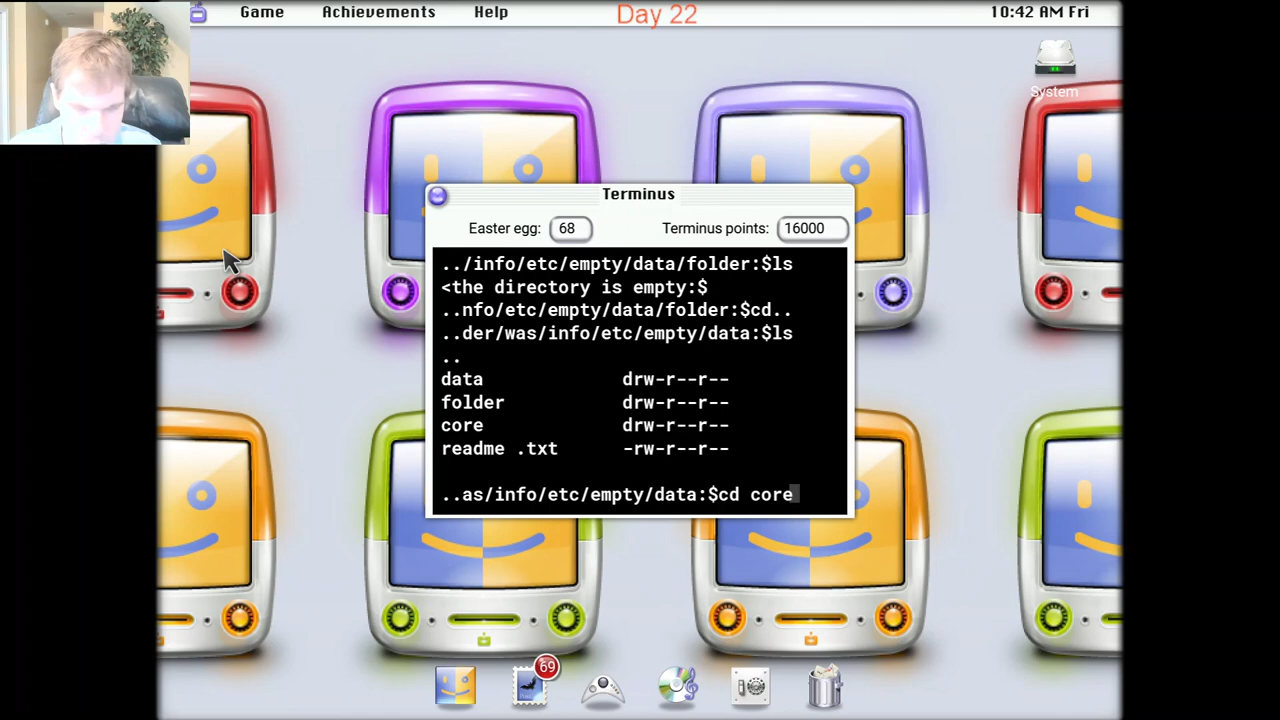 Game Achievements Help Day 22 10:42 AM Fri
System
Terminus
Easter egg: 68 Terminus points: 16000
../info/etc/empty/data/folder:$ls
<the directory is empty:$
..nfo/etc/empty/data/folder:$cd..
..der/was/info/etc/empty/data:$ls
..
data drw-r--r--
folder drw-r--r--
core drw-r--r--
readme .txt -rw-r--r--
..as/info/etc/empty/data:$cd core
69